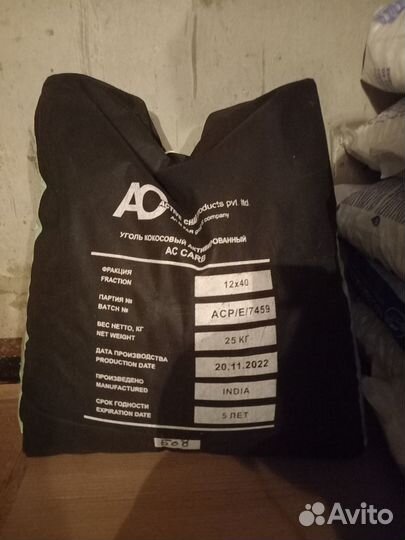 AC
products pvt. ltd.
company
УГОЛЬ КОКОСОВЫЙ АКТИВИРОВАННЫЙ
AC CARB
ФРАКЦИЯ
FRACTION
12x40
ПАРТИЯ №
BATCH №
ACP/E/7459
ВЕС НЕТТО, КГ
NET WEIGHT
25 КГ
ДАТА ПРОИЗВОДСТВА
PRODUCTION DATE
20.11.2022
ПРОИЗВЕДЕНО
MANUFACTURED
INDIA
СРОК ГОДНОСТИ
EXPIRATION DATE
5 ЛЕТ
508
Avito